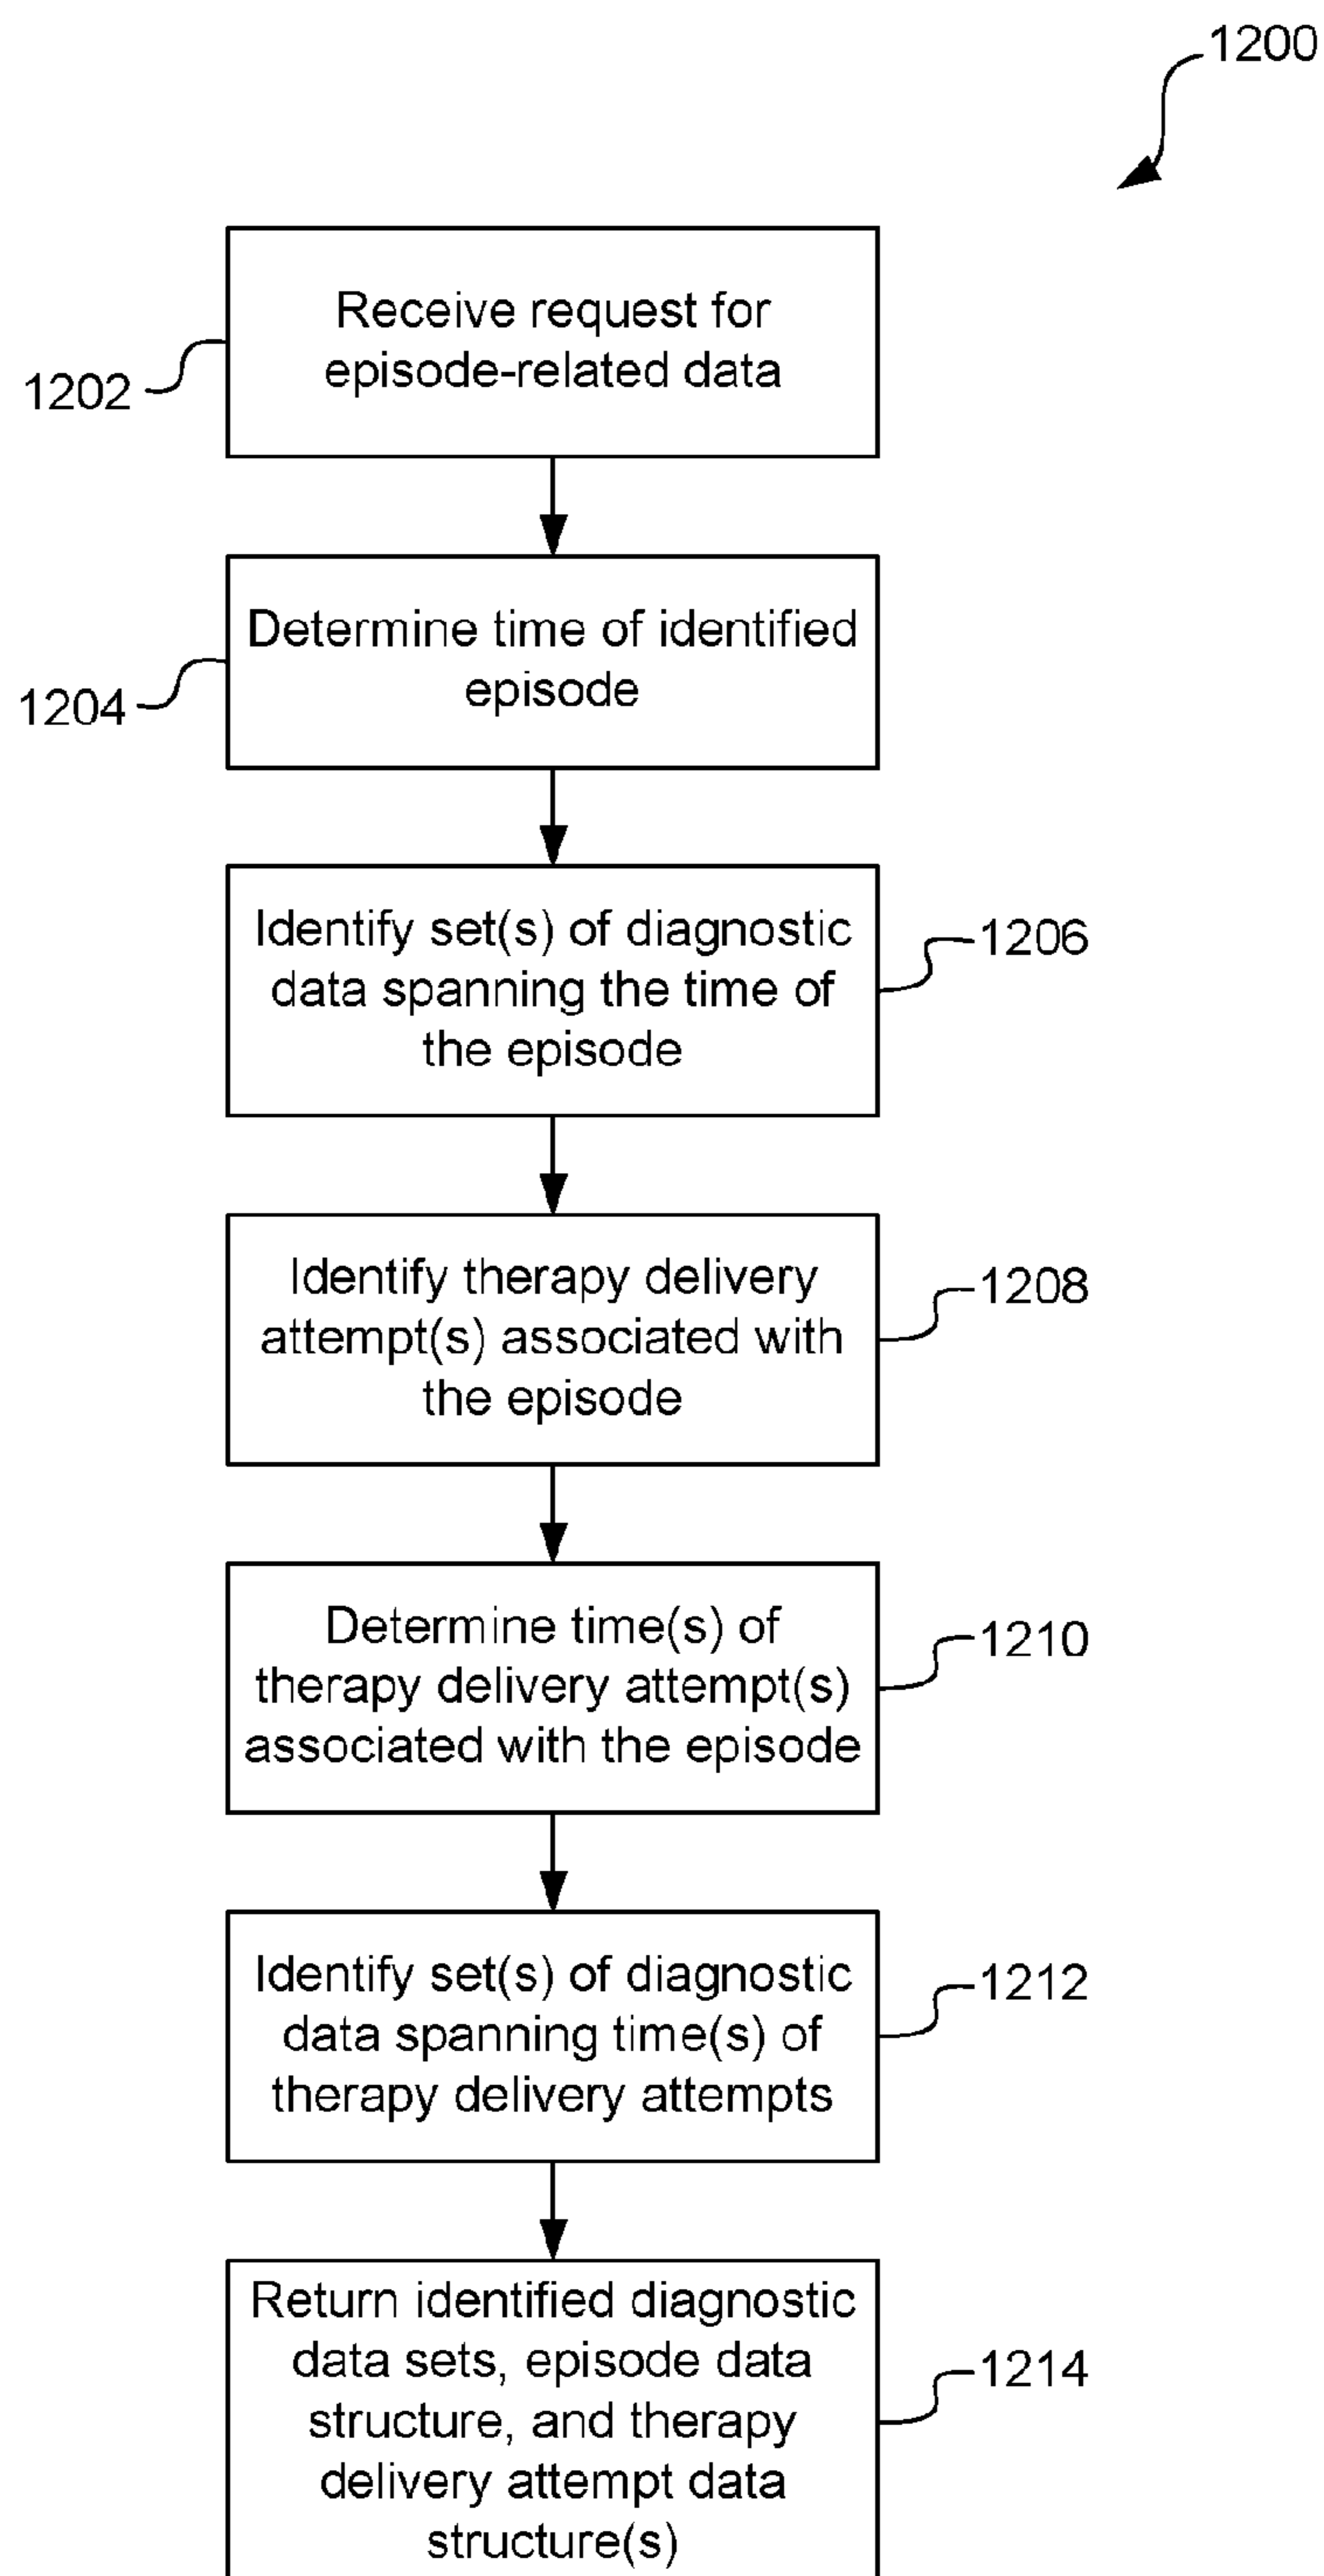 1200
Receive request for
episode-related data
1202
Determine time of identified
episode
1204
Identify set(s) of diagnostic
data spanning the time of
the episode
1206
Identify therapy delivery
attempt(s) associated with
the episode
1208
Determine time(s) of
therapy delivery attempt(s)
associated with the episode
1210
Identify set(s) of diagnostic
data spanning time(s) of
therapy delivery attempts
1212
Return identified diagnostic
data sets, episode data
structure, and therapy
delivery attempt data
structure(s)
1214